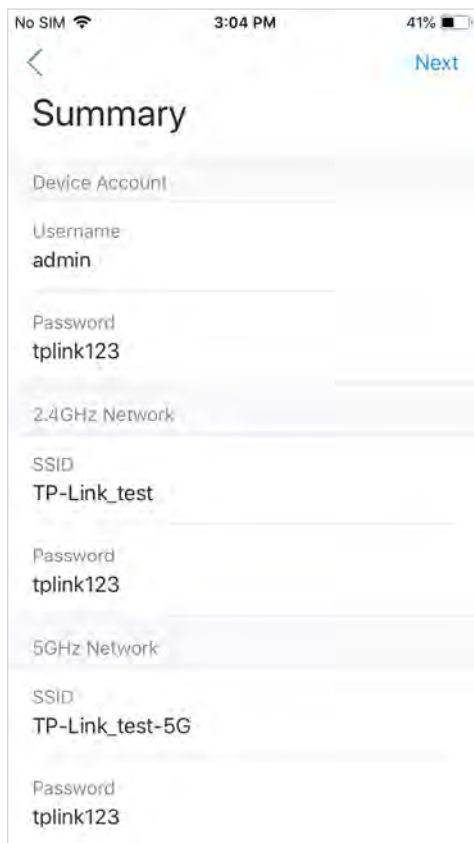 No SIM 3:04 PM 41%
Next
Summary
Device Account
Username
admin
Password
tplink123
2.4GHz Network
SSID
TP-Link_test
Password
tplink123
5GHz Network
SSID
TP-Link_test-5G
Password
tplink123